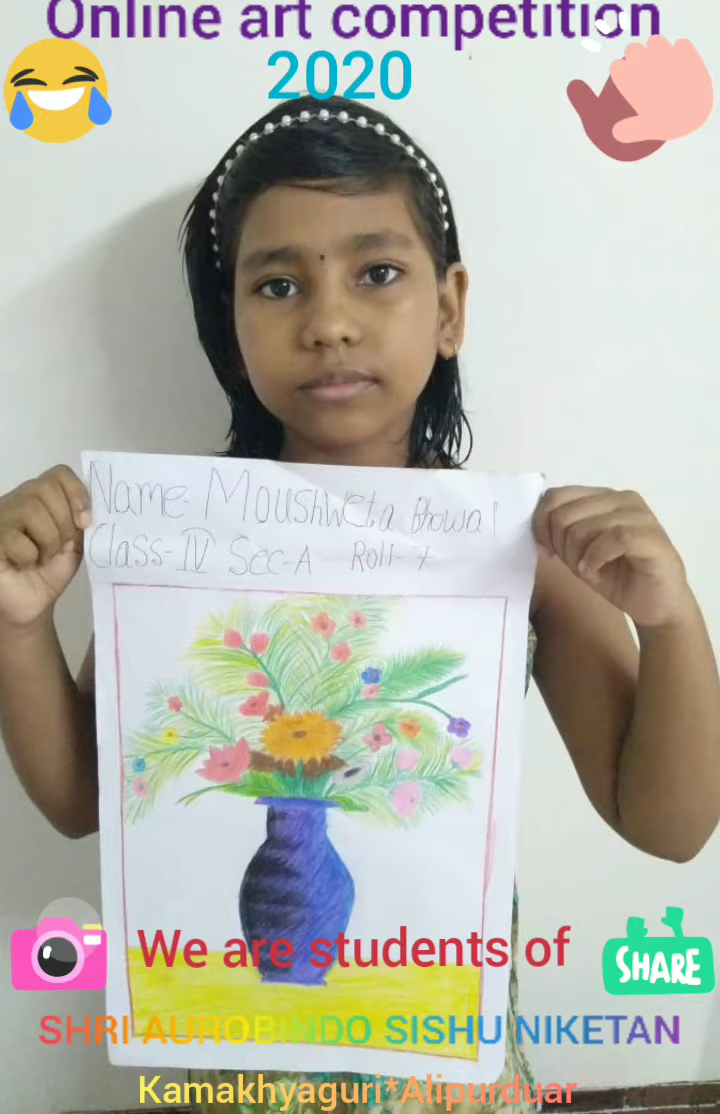 Online art competition
2020
Name- Moushweta Bhowal
Class-IV Sec-A Roll-7
We are students of
SHARE
SHRI AUROBINDO SISHU NIKETAN
Kamakhyaguri*Alipurduar